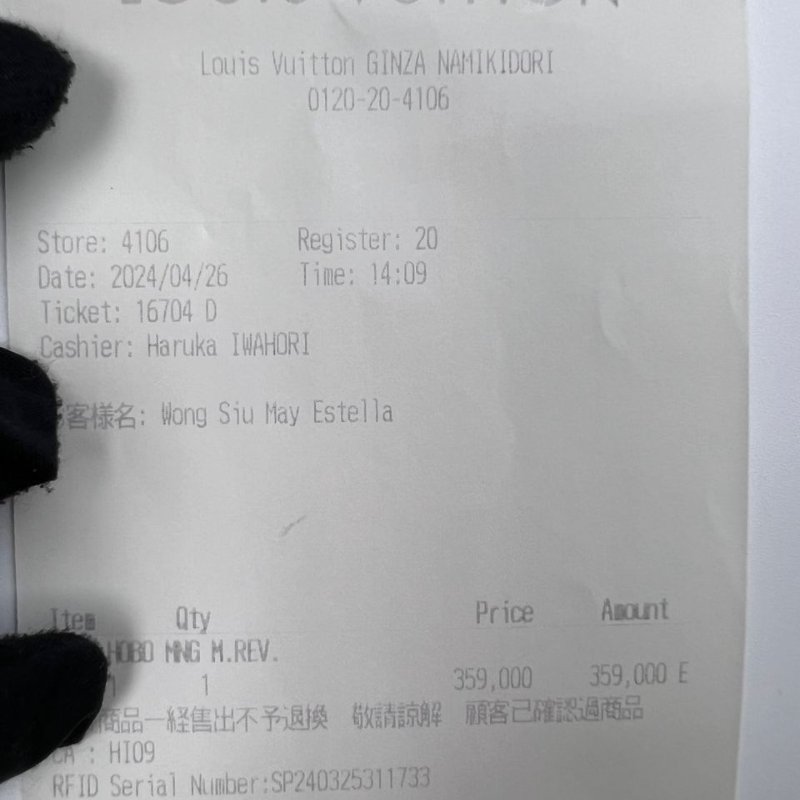 Louis Vuitton GINZA NAMIKIDORI
0120-20-4106
Store: 4106 Register: 20
Date: 2024/04/26 Time: 14:09
Ticket: 16704 D
Cashier: Haruka IWAHORI
客様名: Wong Siu May Estella
Item Qty Price Amount
HOBO MNG M.REV.
1 359,000 359,000 E
商品一経售出不予退換 敬請諒解 顧客已確認過商品
CA : HI09
RFID Serial Number:SP240325311733